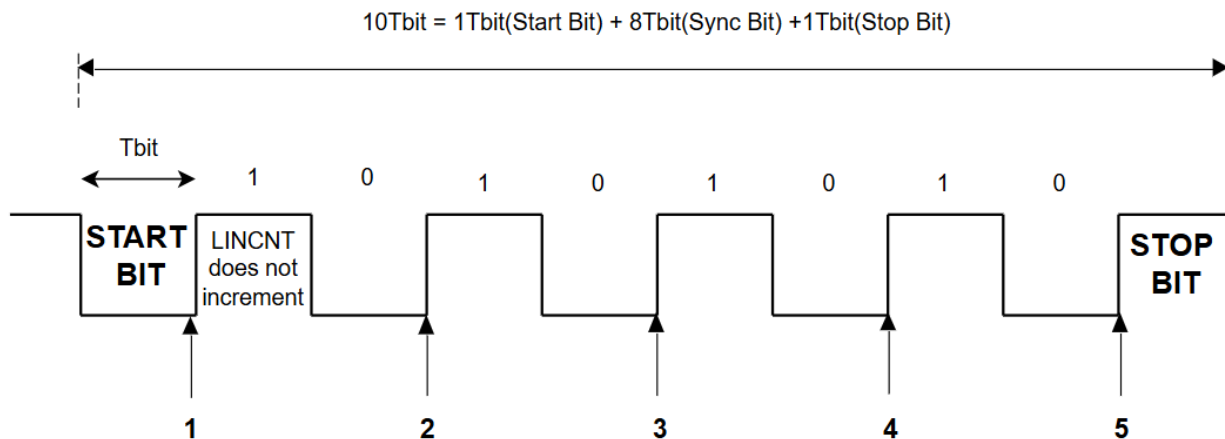 10Tbit = 1Tbit(Start Bit) + 8Tbit(Sync Bit) +1Tbit(Stop Bit)
Tbit
1 0 1 0 1 0 1 0
START
BIT
LINCNT
does not
increment
STOP
BIT
1 2 3 4 5